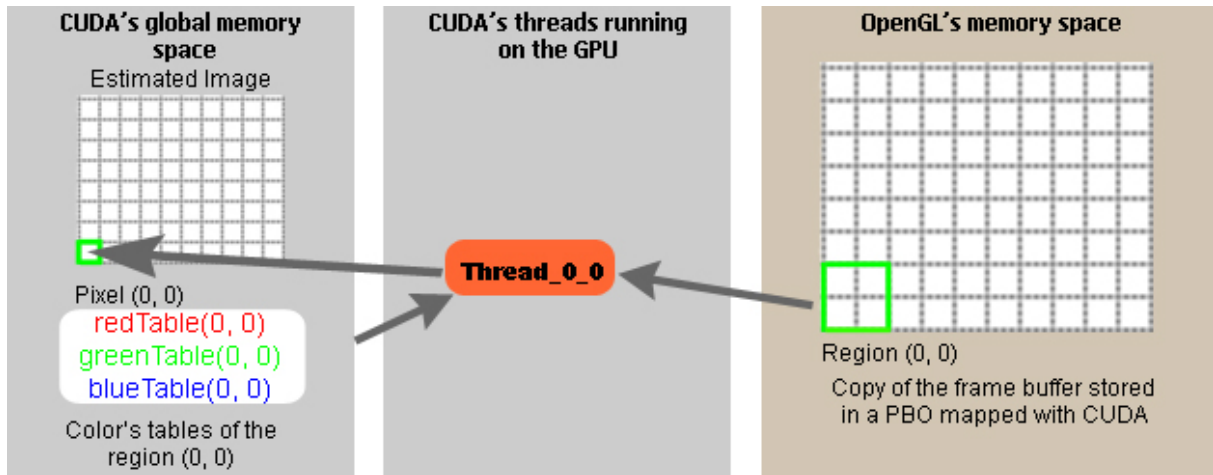 CUDA's global memory
space
Estimated Image
Pixel (0, 0)
redTable(0, 0)
greenTable(0, 0)
blueTable(0, 0)
Color's tables of the
region (0, 0)
CUDA's threads running
on the GPU
Thread_0_0
OpenGL's memory space
Region (0, 0)
Copy of the frame buffer stored
in a PBO mapped with CUDA